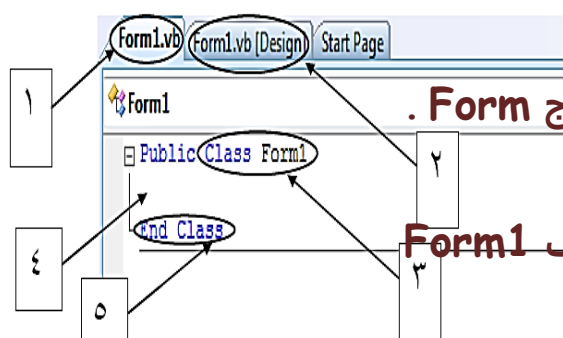 Form1.vb Form1.vb [Design] Start Page
١
Form1
ج Form .
Public Class Form1
٢
End Class
Form1
٤
٣
٥